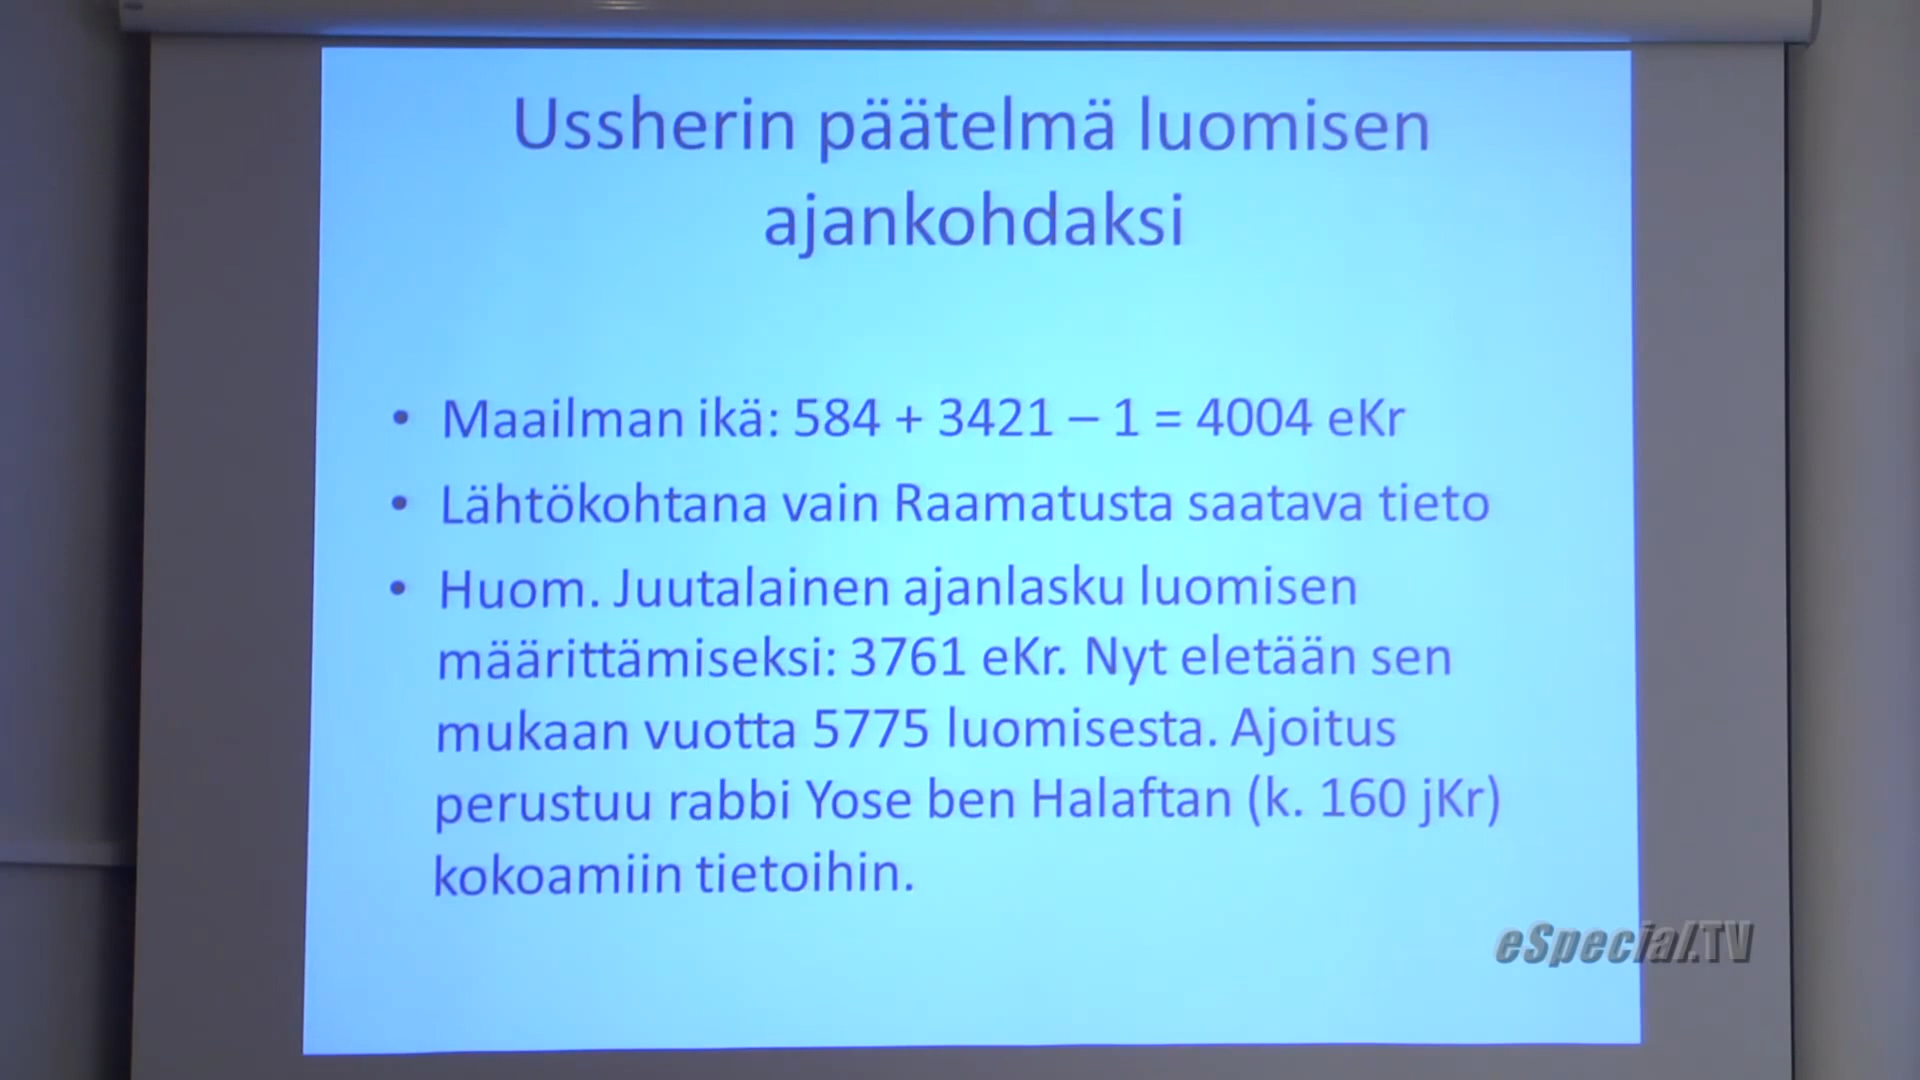 Ussherin päätelmä luomisen
ajankohdaksi
• Maailman ikä: 584 + 3421 – 1 = 4004 eKr
• Lähtökohtana vain Raamatusta saatava tieto
• Huom. Juutalainen ajanlasku luomisen
määrittämiseksi: 3761 eKr. Nyt eletään sen
mukaan vuotta 5775 luomisesta. Ajoitus
perustuu rabbi Yose ben Halaftan (k. 160 jKr)
kokoamiin tietoihin.
eSpecial.TV